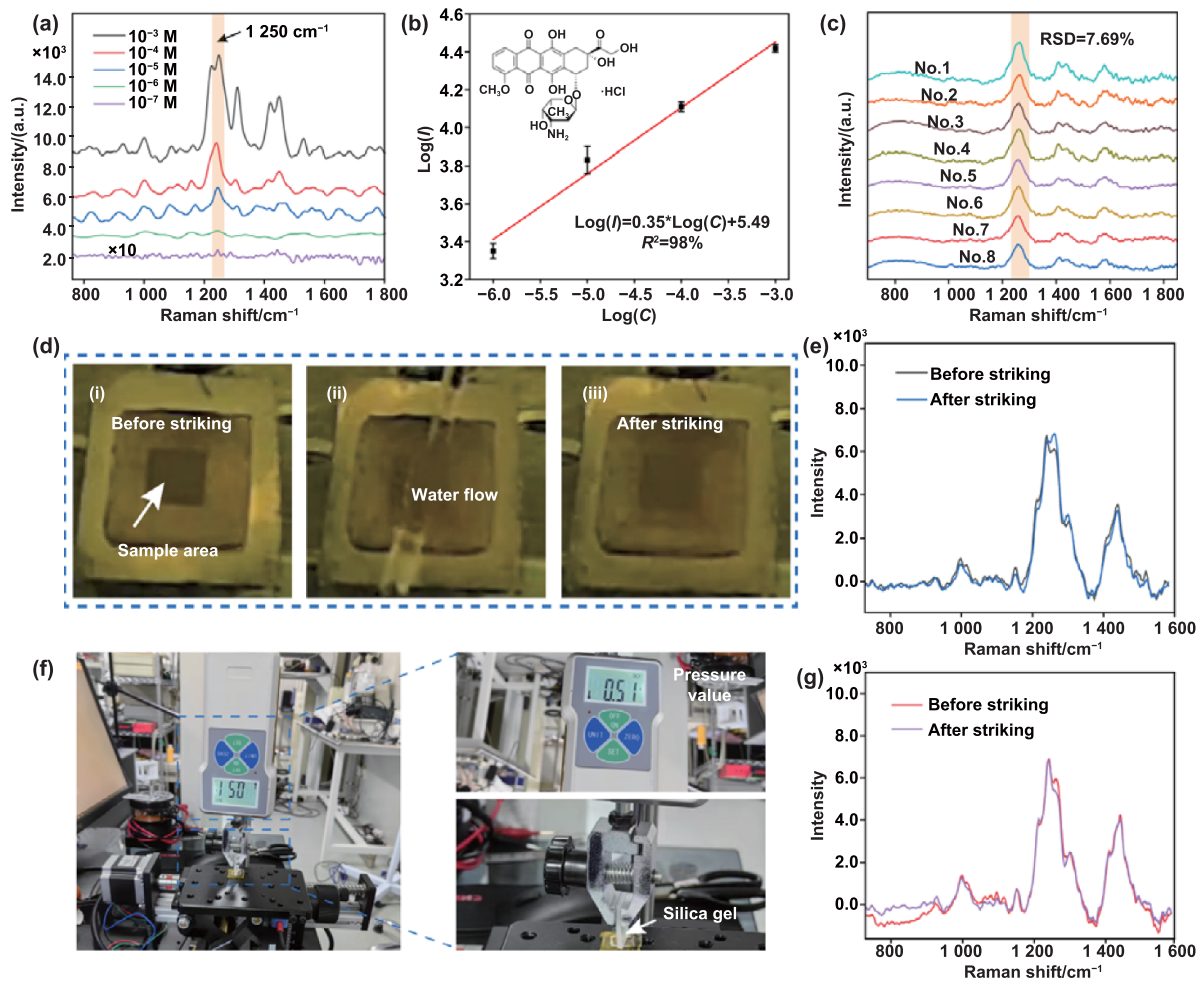 (a)
×10³
10⁻³ M
10⁻⁴ M
10⁻⁵ M
10⁻⁶ M
10⁻⁷ M
1 250 cm⁻¹
14.0
12.0
10.0
8.0
6.0
4.0
2.0
×10
Intensity/(a.u.)
800 1 000 1200 1 400 1 600 1 800
Raman shift/cm⁻¹
(b)
4.6
4.4
4.2
4.0
3.8
3.6
3.4
3.2
Log(I)
O OH O OH
OH
OCH₃ O OH O
·HCl
O
CH₃
HO
NH₂
Log(I)=0.35*Log(C)+5.49
R²=98%
−6.0 −5.5 −5.0 −4.5 −4.0 −3.5 −3.0
Log(C)
(c)
RSD=7.69%
No.1
No.2
No.3
No.4
No.5
No.6
No.7
No.8
Intensity/(a.u.)
800 1 000 1 200 1 400 1 600 1 800
Raman shift/cm⁻¹
(d)
(i)
Before striking
Sample area
(ii)
Water flow
(iii)
After striking
(e)
×10³
10.0
8.0
6.0
4.0
2.0
0.0
Intensity
Before striking
After striking
800 1 000 1 200 1 400 1 600
Raman shift/cm⁻¹
(f)
150
0.51
OFF
ON
UNIT
ZERO
SET
Pressure
value
Silica gel
(g)
×10³
10.0
8.0
6.0
4.0
2.0
0.0
Intensity
Before striking
After striking
800 1 000 1 200 1 400 1 600
Raman shift/cm⁻¹